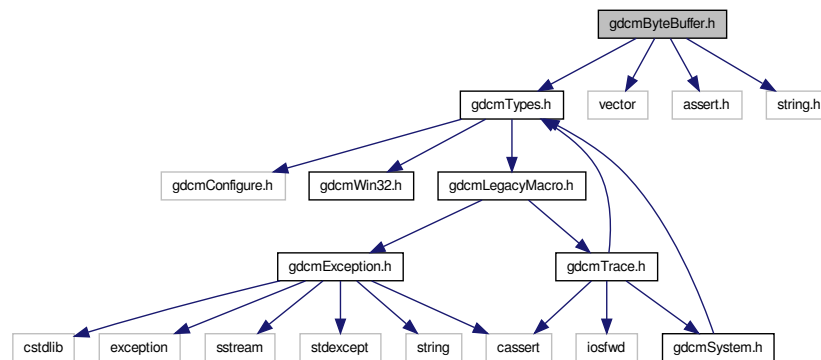 gdcmByteBuffer.h
gdcmTypes.h
vector
assert.h
string.h
gdcmConfigure.h
gdcmWin32.h
gdcmLegacyMacro.h
gdcmException.h
gdcmTrace.h
cstdlib
exception
sstream
stdexcept
string
cassert
iosfwd
gdcmSystem.h